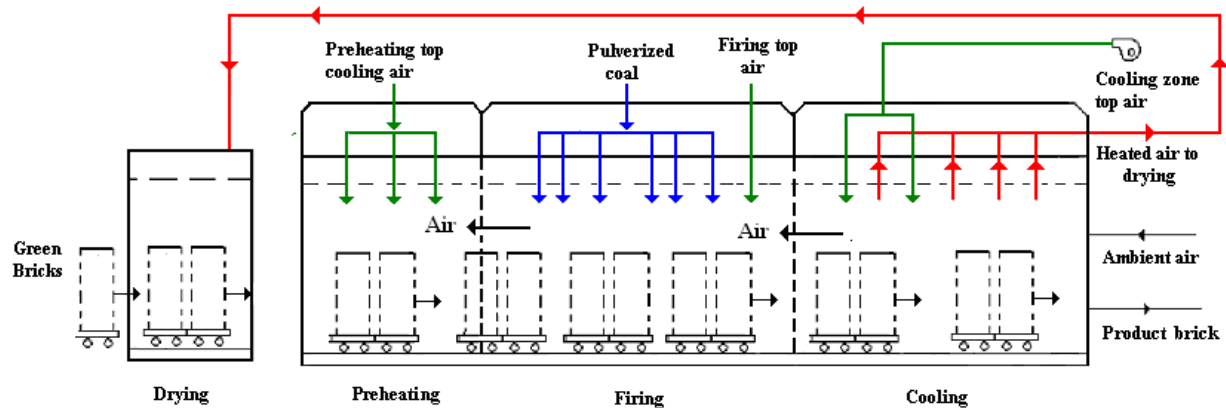 Preheating top
cooling air
Pulverized
coal
Firing top
air
Cooling zone
top air
Heated air to
drying
Green
Bricks
Air
Air
Ambient air
Product brick
Drying
Preheating
Firing
Cooling